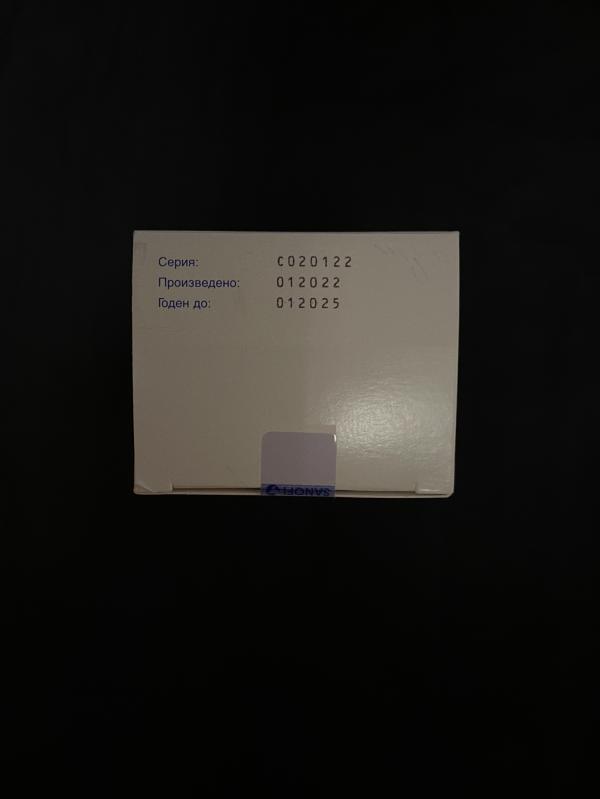 Серия: C020122
Произведено: 012022
Годен до: 012025
SANOFI